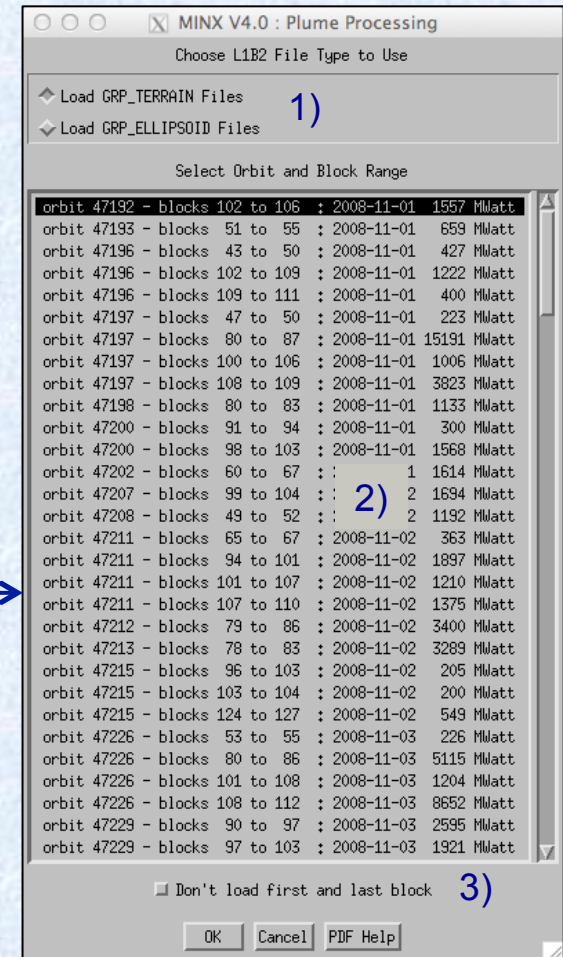 MINX V4.0 : Plume Processing
Choose L1B2 File Type to Use
Load GRP_TERRAIN Files
1)
Load GRP_ELLIPSOID Files
Select Orbit and Block Range
orbit 47192 - blocks 102 to 106 : 2008-11-01 1557 MWatt
orbit 47193 - blocks 51 to 55 : 2008-11-01 659 MWatt
orbit 47196 - blocks 43 to 50 : 2008-11-01 427 MWatt
orbit 47196 - blocks 102 to 109 : 2008-11-01 1222 MWatt
orbit 47196 - blocks 109 to 111 : 2008-11-01 400 MWatt
orbit 47197 - blocks 47 to 50 : 2008-11-01 223 MWatt
orbit 47197 - blocks 80 to 87 : 2008-11-01 15191 MWatt
orbit 47197 - blocks 100 to 106 : 2008-11-01 1006 MWatt
orbit 47197 - blocks 108 to 109 : 2008-11-01 3823 MWatt
orbit 47198 - blocks 80 to 83 : 2008-11-01 1133 MWatt
orbit 47200 - blocks 91 to 94 : 2008-11-01 300 MWatt
orbit 47200 - blocks 98 to 103 : 2008-11-01 1568 MWatt
orbit 47202 - blocks 60 to 67 : 1 1614 MWatt
2)
orbit 47207 - blocks 99 to 104 : 2 1694 MWatt
orbit 47208 - blocks 49 to 52 : 2 1192 MWatt
orbit 47211 - blocks 65 to 67 : 2008-11-02 363 MWatt
orbit 47211 - blocks 94 to 101 : 2008-11-02 1897 MWatt
orbit 47211 - blocks 101 to 107 : 2008-11-02 1210 MWatt
orbit 47211 - blocks 107 to 110 : 2008-11-02 1375 MWatt
orbit 47212 - blocks 79 to 86 : 2008-11-02 3400 MWatt
orbit 47213 - blocks 78 to 83 : 2008-11-02 3289 MWatt
orbit 47215 - blocks 96 to 103 : 2008-11-02 205 MWatt
orbit 47215 - blocks 103 to 104 : 2008-11-02 200 MWatt
orbit 47215 - blocks 124 to 127 : 2008-11-02 549 MWatt
orbit 47226 - blocks 53 to 55 : 2008-11-03 226 MWatt
orbit 47226 - blocks 80 to 86 : 2008-11-03 5115 MWatt
orbit 47226 - blocks 101 to 108 : 2008-11-03 1204 MWatt
orbit 47226 - blocks 108 to 112 : 2008-11-03 8652 MWatt
orbit 47229 - blocks 90 to 97 : 2008-11-03 2595 MWatt
orbit 47229 - blocks 97 to 103 : 2008-11-03 1921 MWatt
Don't load first and last block 3)
OK Cancel PDF Help